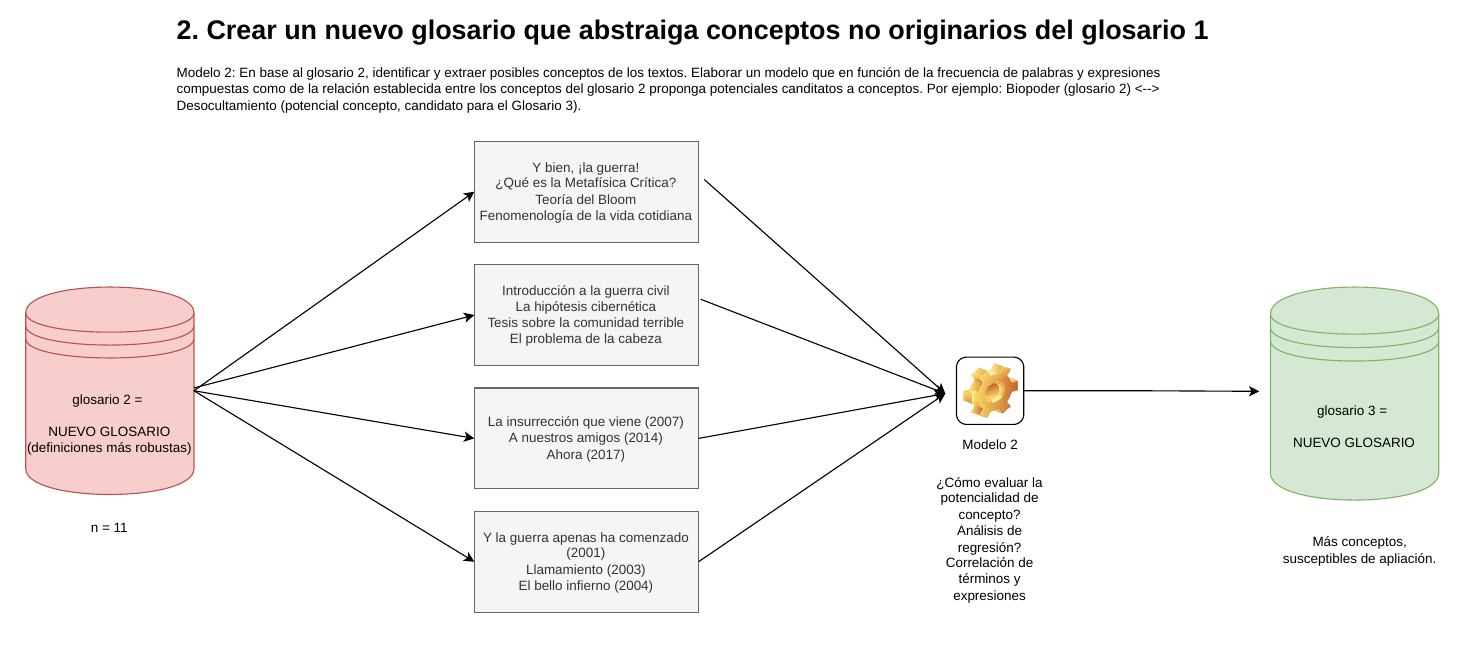 2. Crear un nuevo glosario que abstraiga conceptos no originarios del glosario 1
Modelo 2: En base al glosario 2, identificar y extraer posibles conceptos de los textos. Elaborar un modelo que en función de la frecuencia de palabras y expresiones
compuestas como de la relación establecida entre los conceptos del glosario 2 proponga potenciales canditatos a conceptos. Por ejemplo: Biopoder (glosario 2) <-->
Desocultamiento (potencial concepto, candidato para el Glosario 3).
glosario 2 =
NUEVO GLOSARIO
(definiciones más robustas)
n = 11
Y bien, ¡la guerra!
¿Qué es la Metafísica Crítica?
Teoría del Bloom
Fenomenología de la vida cotidiana
Introducción a la guerra civil
La hipótesis cibernética
Tesis sobre la comunidad terrible
El problema de la cabeza
La insurrección que viene (2007)
A nuestros amigos (2014)
Ahora (2017)
Y la guerra apenas ha comenzado
(2001)
Llamamiento (2003)
El bello infierno (2004)
Modelo 2
¿Cómo evaluar la
potencialidad de
concepto?
Análisis de
regresión?
Correlación de
términos y
expresiones
glosario 3 =
NUEVO GLOSARIO
Más conceptos,
susceptibles de apliación.